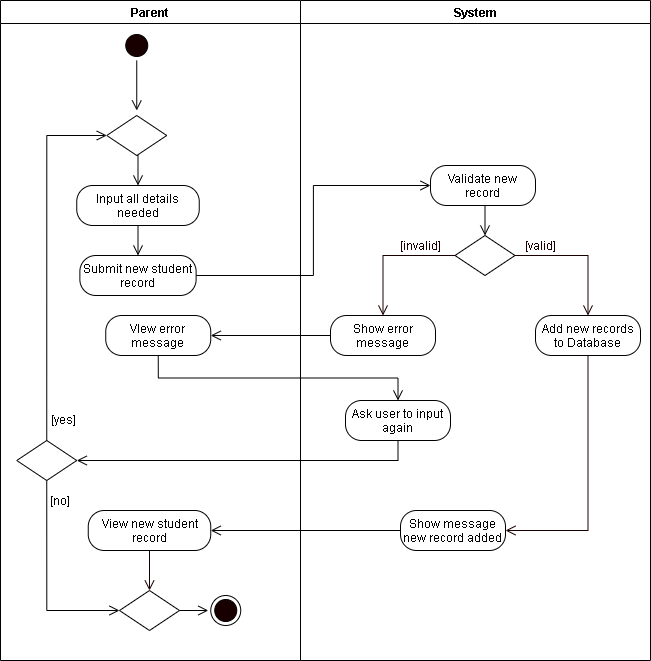 Parent
System
Input all details
needed
Validate new
record
Submit new student
record
[invalid]
[valid]
View error
message
Show error
message
Add new records
to Database
Ask user to input
again
[yes]
[no]
View new student
record
Show message
new record added